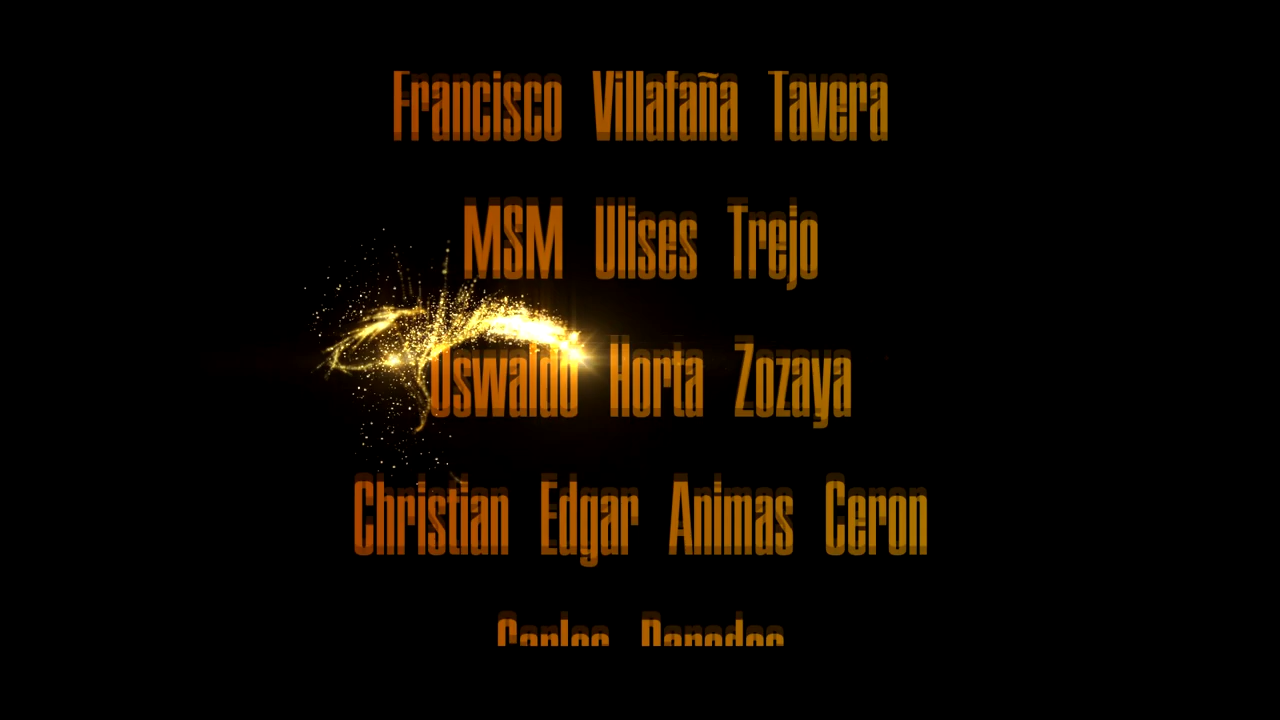 Francisco Villafaña Tavera
MSM Ulises Trejo
Oswaldo Horta Zozaya
Christian Edgar Animas Ceron